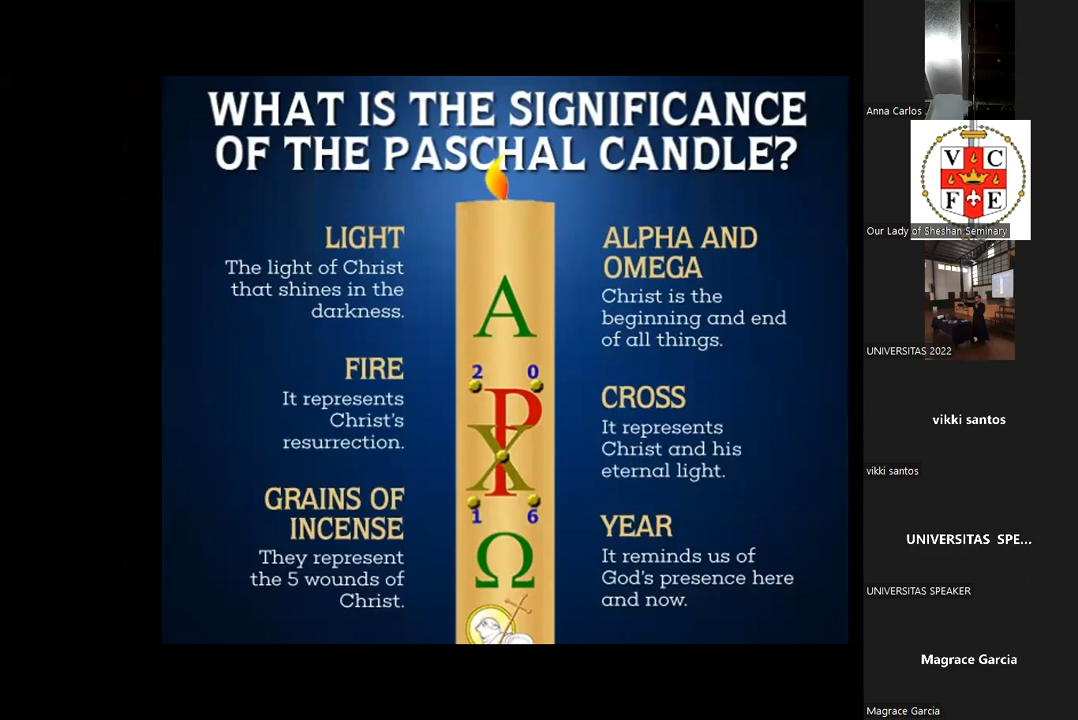 WHAT IS THE SIGNIFICANCE
OF THE PASCHAL CANDLE?
LIGHT
The light of Christ
that shines in the
darkness.
FIRE
It represents
Christ's
resurrection.
GRAINS OF
INCENSE
They represent
the 5 wounds of
Christ.
Α
2 0
☧
1 6
Ω
ALPHA AND
OMEGA
Christ is the
beginning and end
of all things.
CROSS
It represents
Christ and his
eternal light.
YEAR
It reminds us of
God's presence here
and now.
Anna Carlos
V C
F E
Our Lady of Sheshan Seminary
UNIVERSITAS 2022
vikki santos
vikki santos
UNIVERSITAS SPE...
UNIVERSITAS SPEAKER
Magrace Garcia
Magrace Garcia